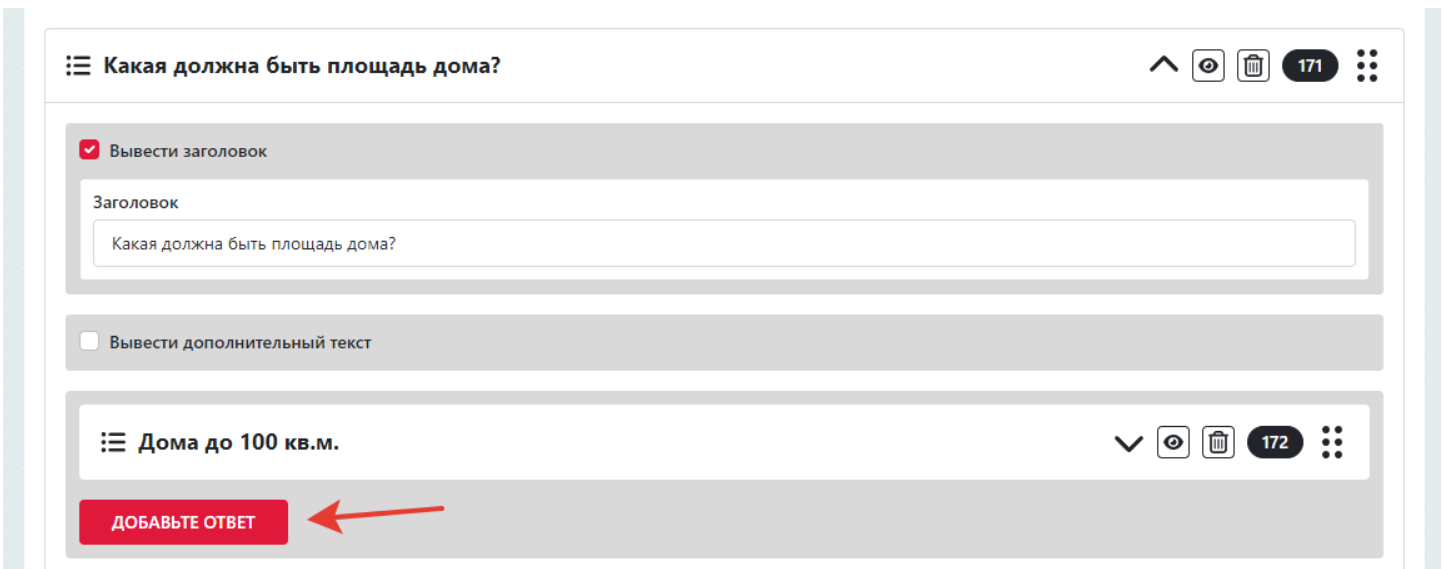 Какая должна быть площадь дома?
171
Вывести заголовок
Заголовок
Какая должна быть площадь дома?
Вывести дополнительный текст
Дома до 100 кв.м.
172
ДОБАВЬТЕ ОТВЕТ